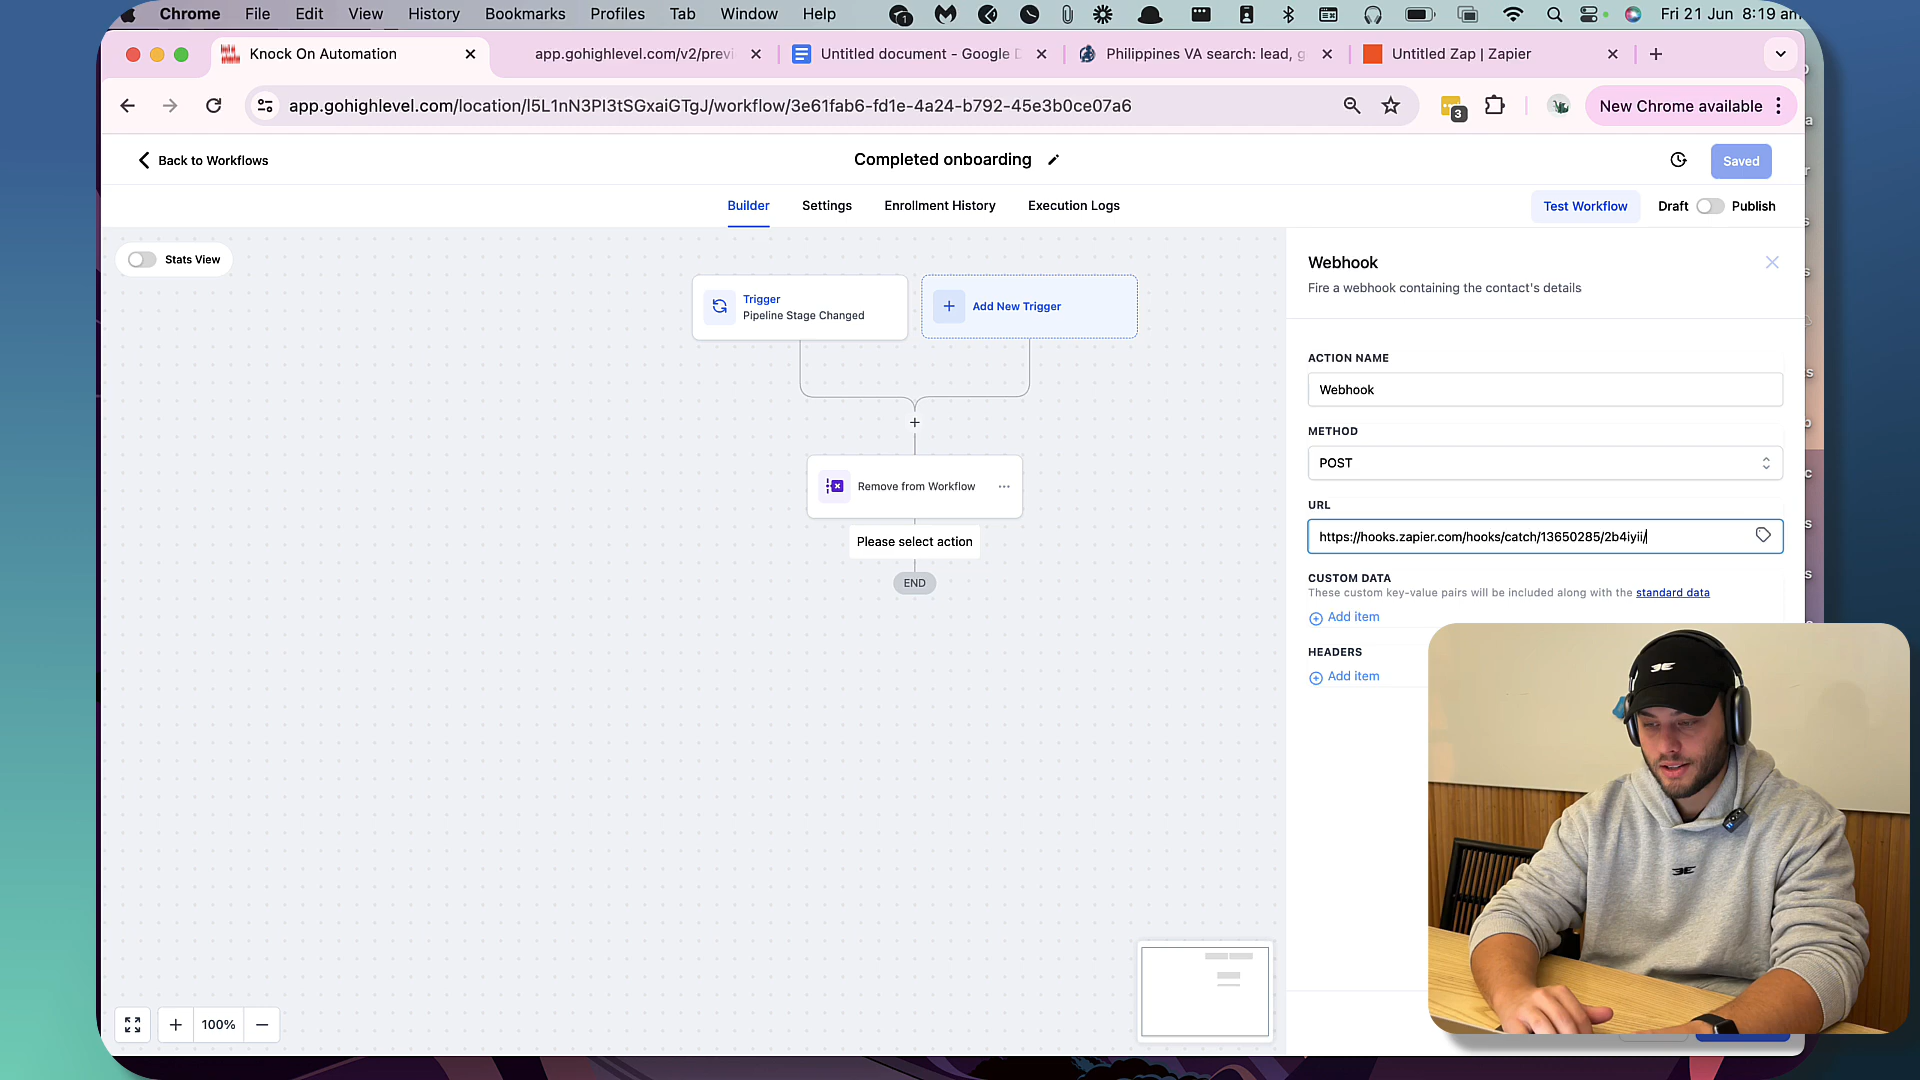 Chrome File Edit View History Bookmarks Profiles Tab Window Help 1 Fri 21 Jun 8:19 am
Knock On Automation
app.gohighlevel.com/v2/previ
Untitled document - Google D
Philippines VA search: lead, g
Untitled Zap | Zapier
app.gohighlevel.com/location/l5L1nN3PI3tSGxaiGTgJ/workflow/3e61fab6-fd1e-4a24-b792-45e3b0ce07a6
3
New Chrome available
Back to Workflows
Completed onboarding
Saved
Builder Settings Enrollment History Execution Logs
Test Workflow
Draft Publish
Stats View
Trigger
Pipeline Stage Changed
Add New Trigger
Remove from Workflow
Please select action
END
100%
Webhook
Fire a webhook containing the contact's details
ACTION NAME
Webhook
METHOD
POST
URL
https://hooks.zapier.com/hooks/catch/13650285/2b4iyii/
CUSTOM DATA
These custom key-value pairs will be included along with the standard data
Add item
HEADERS
Add item